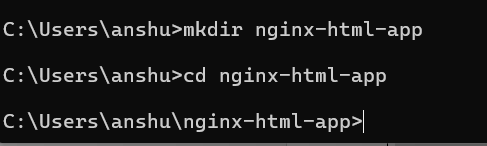 C:\Users\anshu>mkdir nginx-html-app
C:\Users\anshu>cd nginx-html-app
C:\Users\anshu\nginx-html-app>